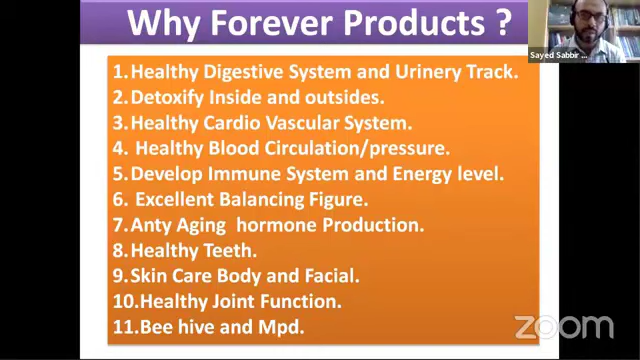 Why Forever Products ?
Sayed Sabbir ...
1.Healthy Digestive System and Urinery Track.
2.Detoxify Inside and outsides.
3.Healthy Cardio Vascular System.
4. Healthy Blood Circulation/pressure.
5.Develop Immune System and Energy level.
6. Excellent Balancing Figure.
7.Anty Aging hormone Production.
8.Healthy Teeth.
9.Skin Care Body and Facial.
10.Healthy Joint Function.
11.Bee hive and Mpd.
zoom